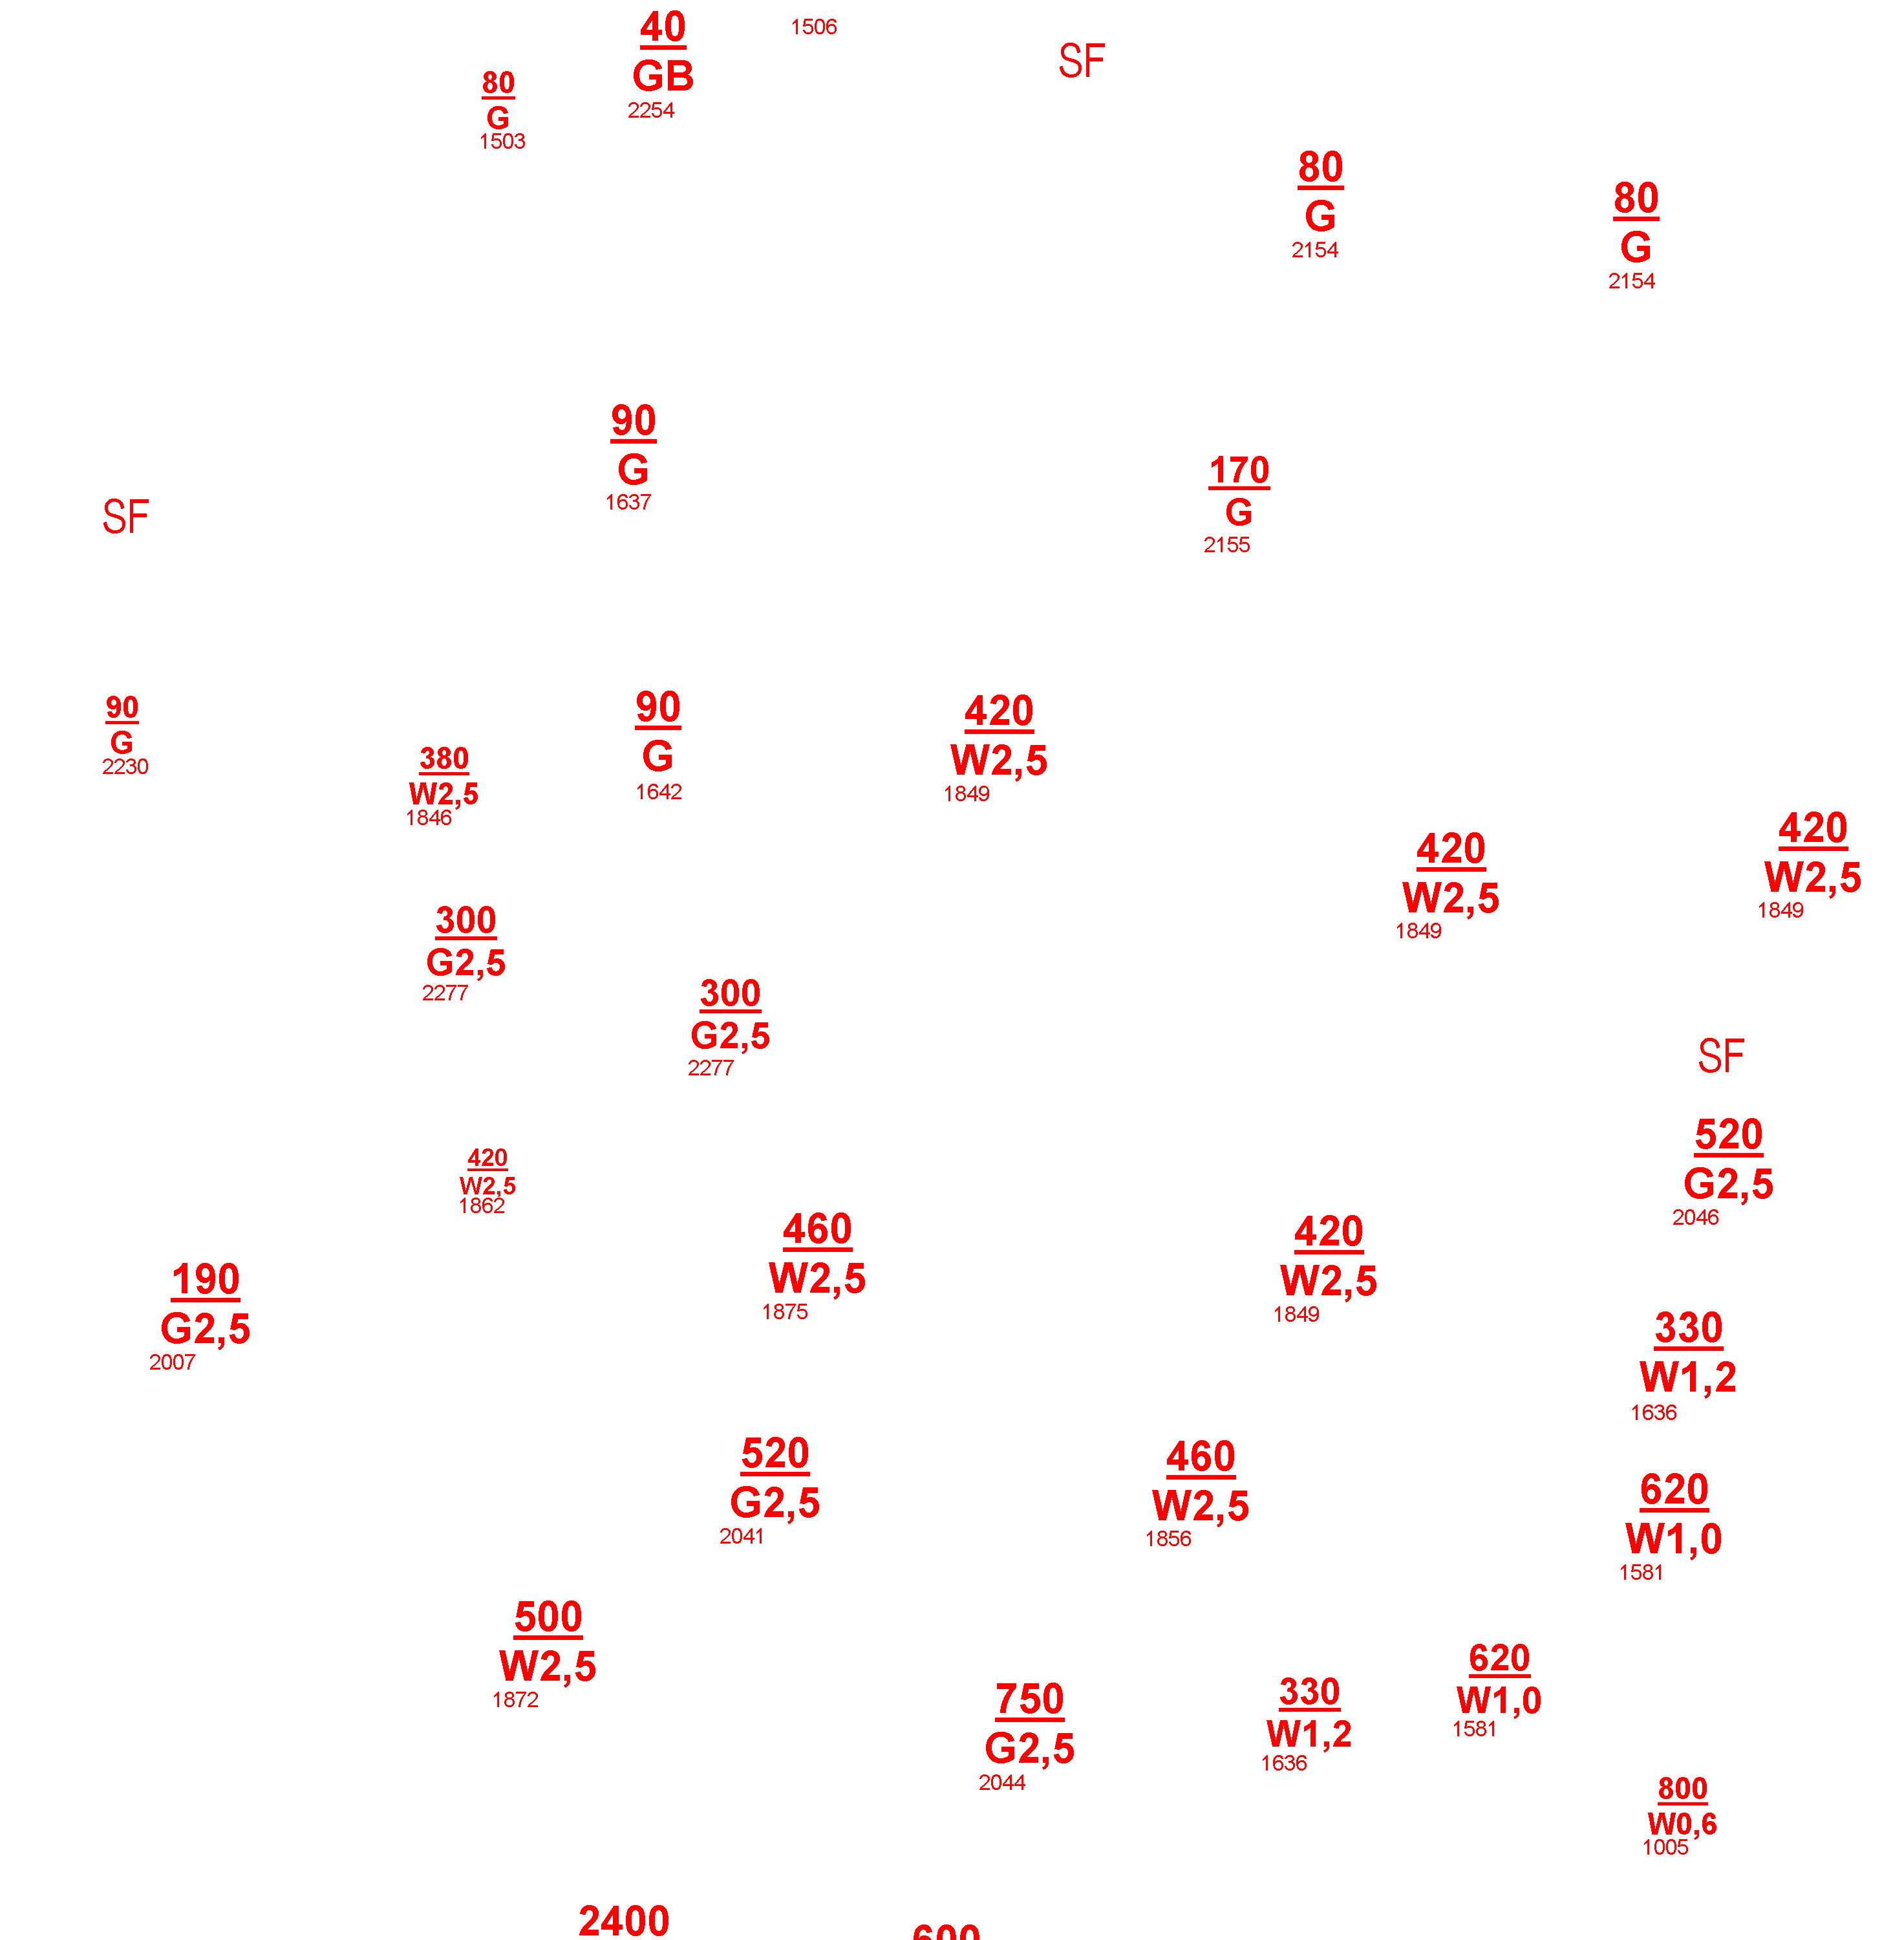 40
GB
2254
1506
SF
80
G
1503
80
G
2154
80
G
2154
90
G
1637
170
G
2155
SF
90
G
2230
380
W2,5
1846
90
G
1642
420
W2,5
1849
420
W2,5
1849
420
W2,5
1849
300
G2,5
2277
300
G2,5
2277
SF
520
G2,5
2046
420
W2,5
1862
460
W2,5
1875
420
W2,5
1849
190
G2,5
2007
330
W1,2
1636
520
G2,5
2041
460
W2,5
1856
620
W1,0
1581
500
W2,5
1872
750
G2,5
2044
330
W1,2
1636
620
W1,0
1581
800
W0,6
1005
2400
600